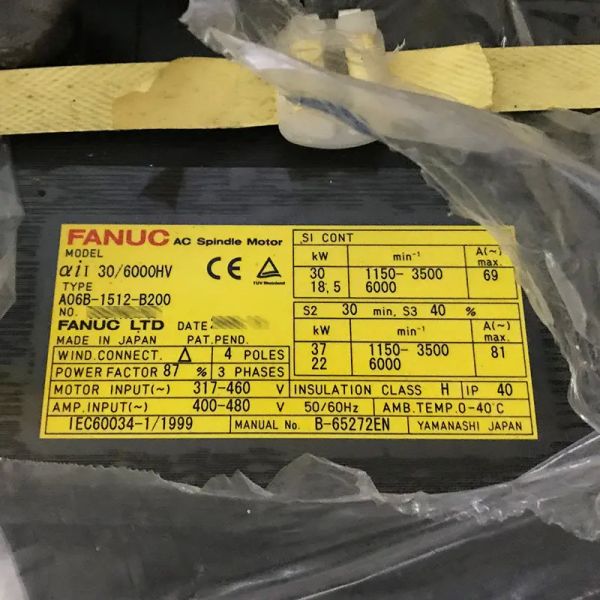 FANUC AC Spindle Motor
MODEL
αiI 30/6000HV
TYPE
A06B-1512-B200
NO.
FANUC LTD DATE
MADE IN JAPAN PAT.PEND.
CE
TÜV Rheinland
WIND.CONNECT. Δ 4 POLES
POWER FACTOR 87 % 3 PHASES
S1 CONT
kW min⁻¹ A(~) max.
30 1150-3500 69
18,5 6000
S2 30 min, S3 40 %
kW min⁻¹ A(~) max.
37 1150-3500 81
22 6000
MOTOR INPUT(~) 317-460 V INSULATION CLASS H IP 40
AMP.INPUT(~) 400-480 V 50/60Hz AMB.TEMP.0-40℃
IEC60034-1/1999 MANUAL No. B-65272EN YAMANASHI JAPAN